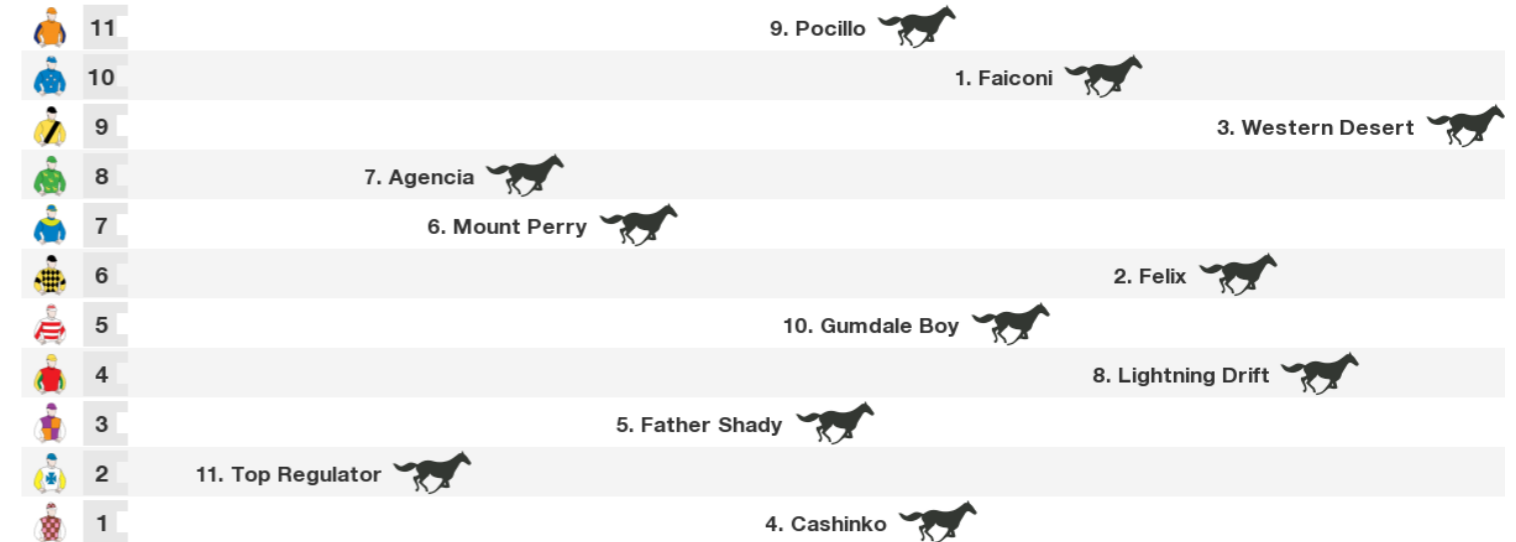 11 9. Pocillo
10 1. Faiconi
9 3. Western Desert
8 7. Agencia
7 6. Mount Perry
6 2. Felix
5 10. Gumdale Boy
4 8. Lightning Drift
3 5. Father Shady
2 11. Top Regulator
1 4. Cashinko